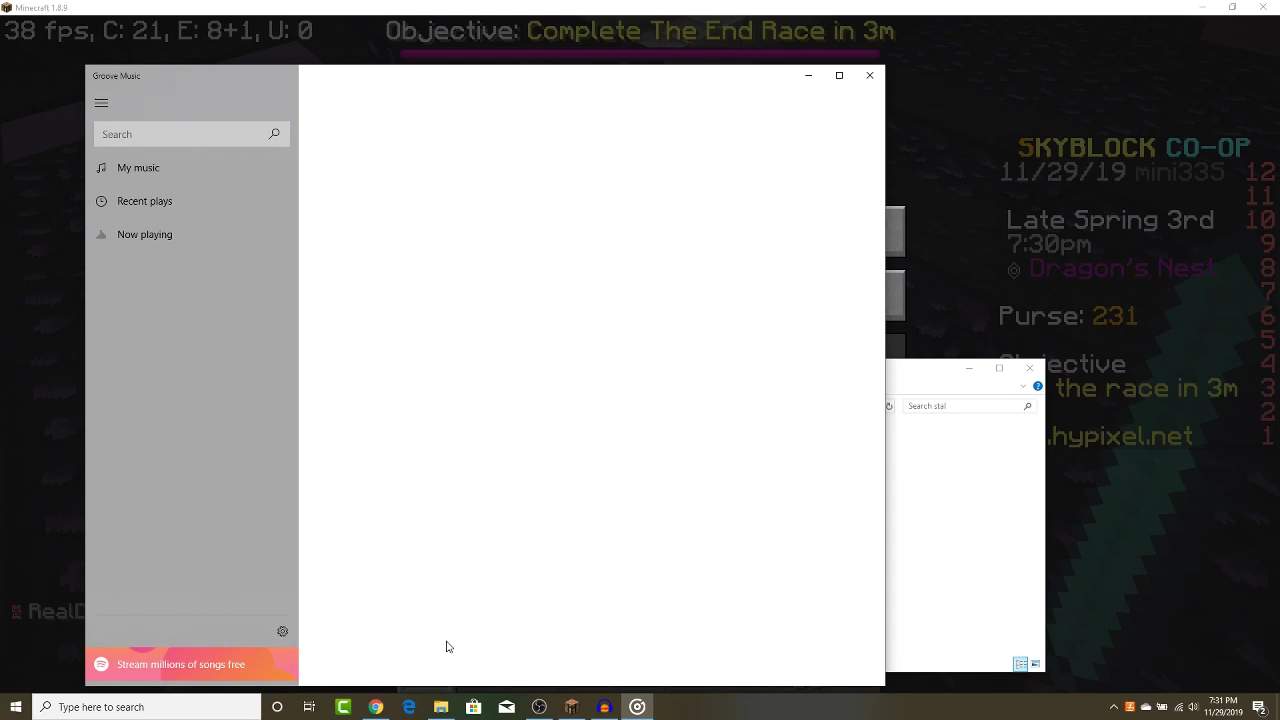 Minecraft 1.8.9
38 fps, C: 21, E: 8+1, U: 0
Objective: Complete The End Race in 3m
Groove Music
Search
My music
Recent plays
Now playing
Stream millions of songs free
SKYBLOCK CO-OP
11/29/19 mini335 12
11
Late Spring 3rd 10
7:30pm 9
Dragon's Nest 8
7
Purse: 231 6
5
Objective 4
the race in 3m 3
2
.hypixel.net 1
Search stal
RealD
Type here to search
7:31 PM
11/29/2019
2